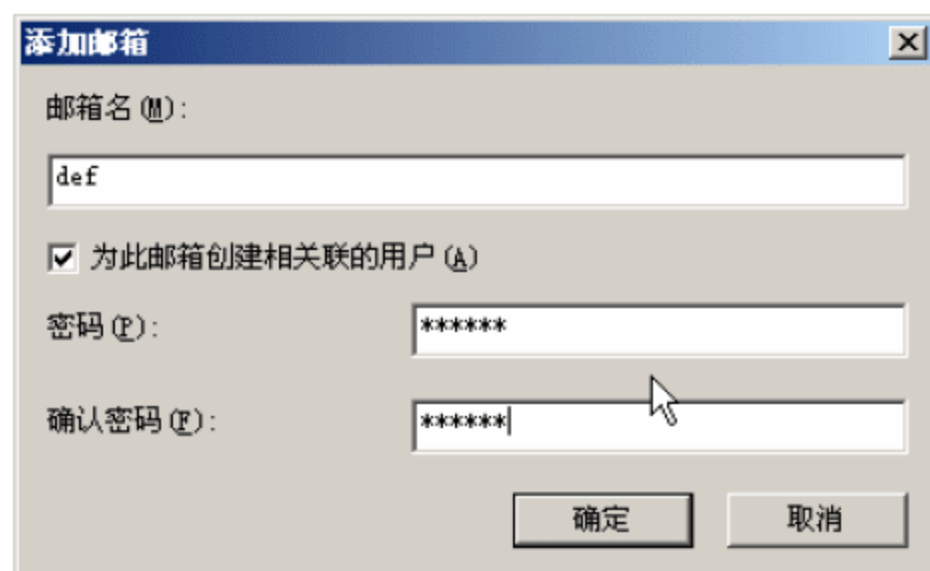 添加邮箱
邮箱名(M):
def
为此邮箱创建相关联的用户(A)
密码(P): ******
确认密码(F): ******
确定 取消